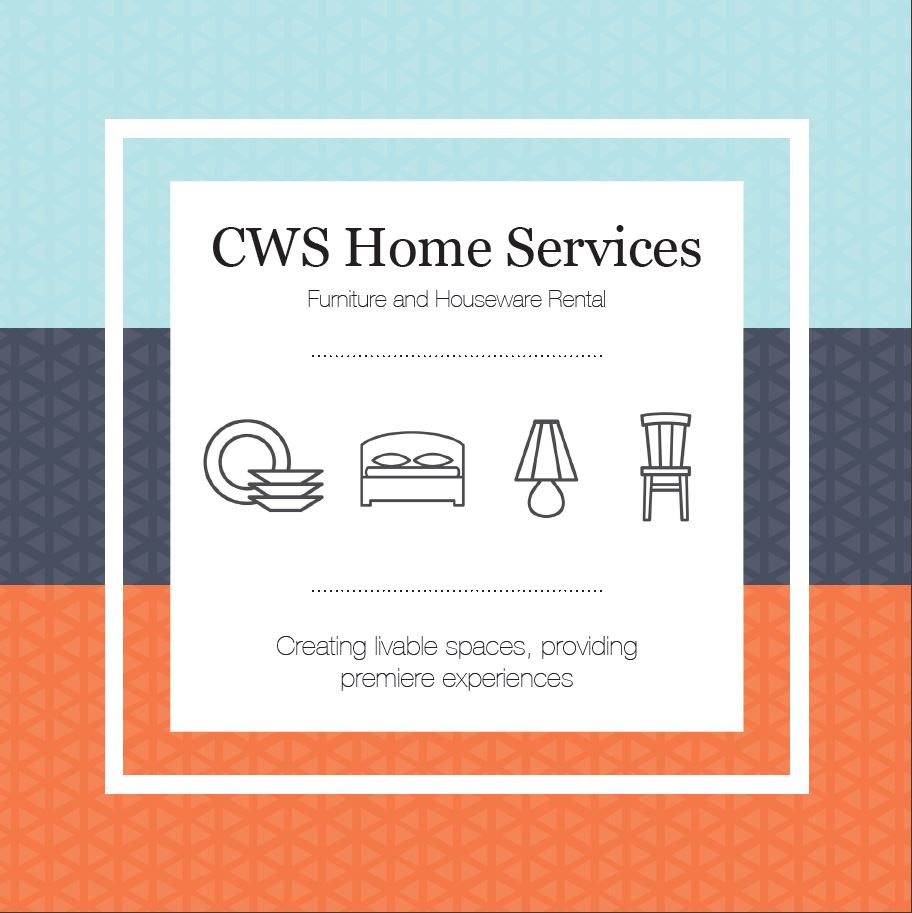 CWS Home Services
Furniture and Houseware Rental
Creating livable spaces, providing
premiere experiences